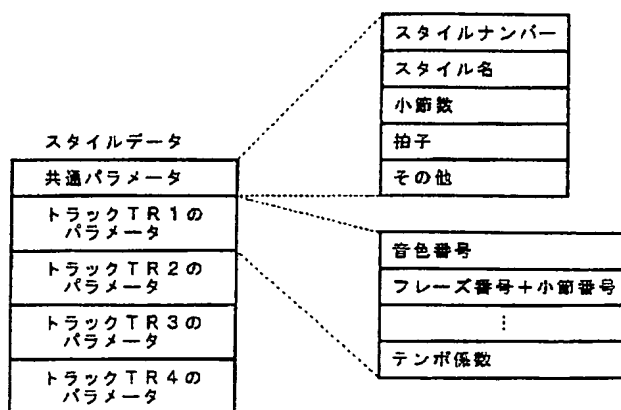 スタイルデータ
共通パラメータ
トラックTR1の
パラメータ
トラックTR2の
パラメータ
トラックTR3の
パラメータ
トラックTR4の
パラメータ
スタイルナンバー
スタイル名
小節数
拍子
その他
音色番号
フレーズ番号+小節番号
⋮
テンポ係数